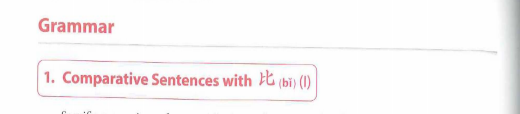 Grammar
1. Comparative Sentences with 比 (bǐ) (I)